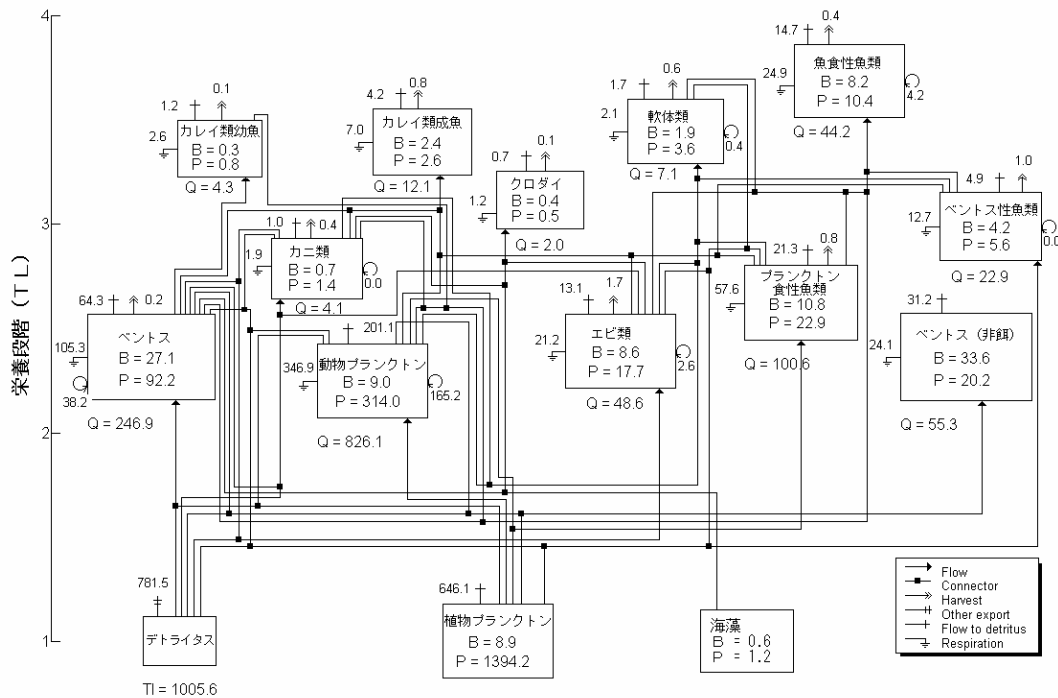 栄養段階（TL）
4
3
2
1
14.7
0.4
魚食性魚類
B = 8.2
P = 10.4
24.9
4.2
Q = 44.2
1.2
0.1
カレイ類幼魚
B = 0.3
P = 0.8
2.6
Q = 4.3
4.2
0.8
カレイ類成魚
B = 2.4
P = 2.6
7.0
Q = 12.1
1.7
0.6
軟体類
B = 1.9
P = 3.6
2.1
0.4
Q = 7.1
0.7
0.1
クロダイ
B = 0.4
P = 0.5
1.2
Q = 2.0
4.9
1.0
ベントス性魚類
B = 4.2
P = 5.6
12.7
0.0
Q = 22.9
1.0
0.4
カニ類
B = 0.7
P = 1.4
1.9
0.0
Q = 4.1
21.3
0.8
プランクトン
食性魚類
B = 10.8
P = 22.9
57.6
Q = 100.6
64.3
0.2
ベントス
B = 27.1
P = 92.2
105.3
38.2
Q = 246.9
201.1
動物プランクトン
B = 9.0
P = 314.0
346.9
165.2
Q = 826.1
13.1
1.7
エビ類
B = 8.6
P = 17.7
21.2
2.6
Q = 48.6
31.2
ベントス（非餌）
B = 33.6
P = 20.2
24.1
Q = 55.3
781.5
デトライタス
TI = 1005.6
646.1
植物プランクトン
B = 8.9
P = 1394.2
海藻
B = 0.6
P = 1.2
Flow
Connector
Harvest
Other export
Flow to detritus
Respiration